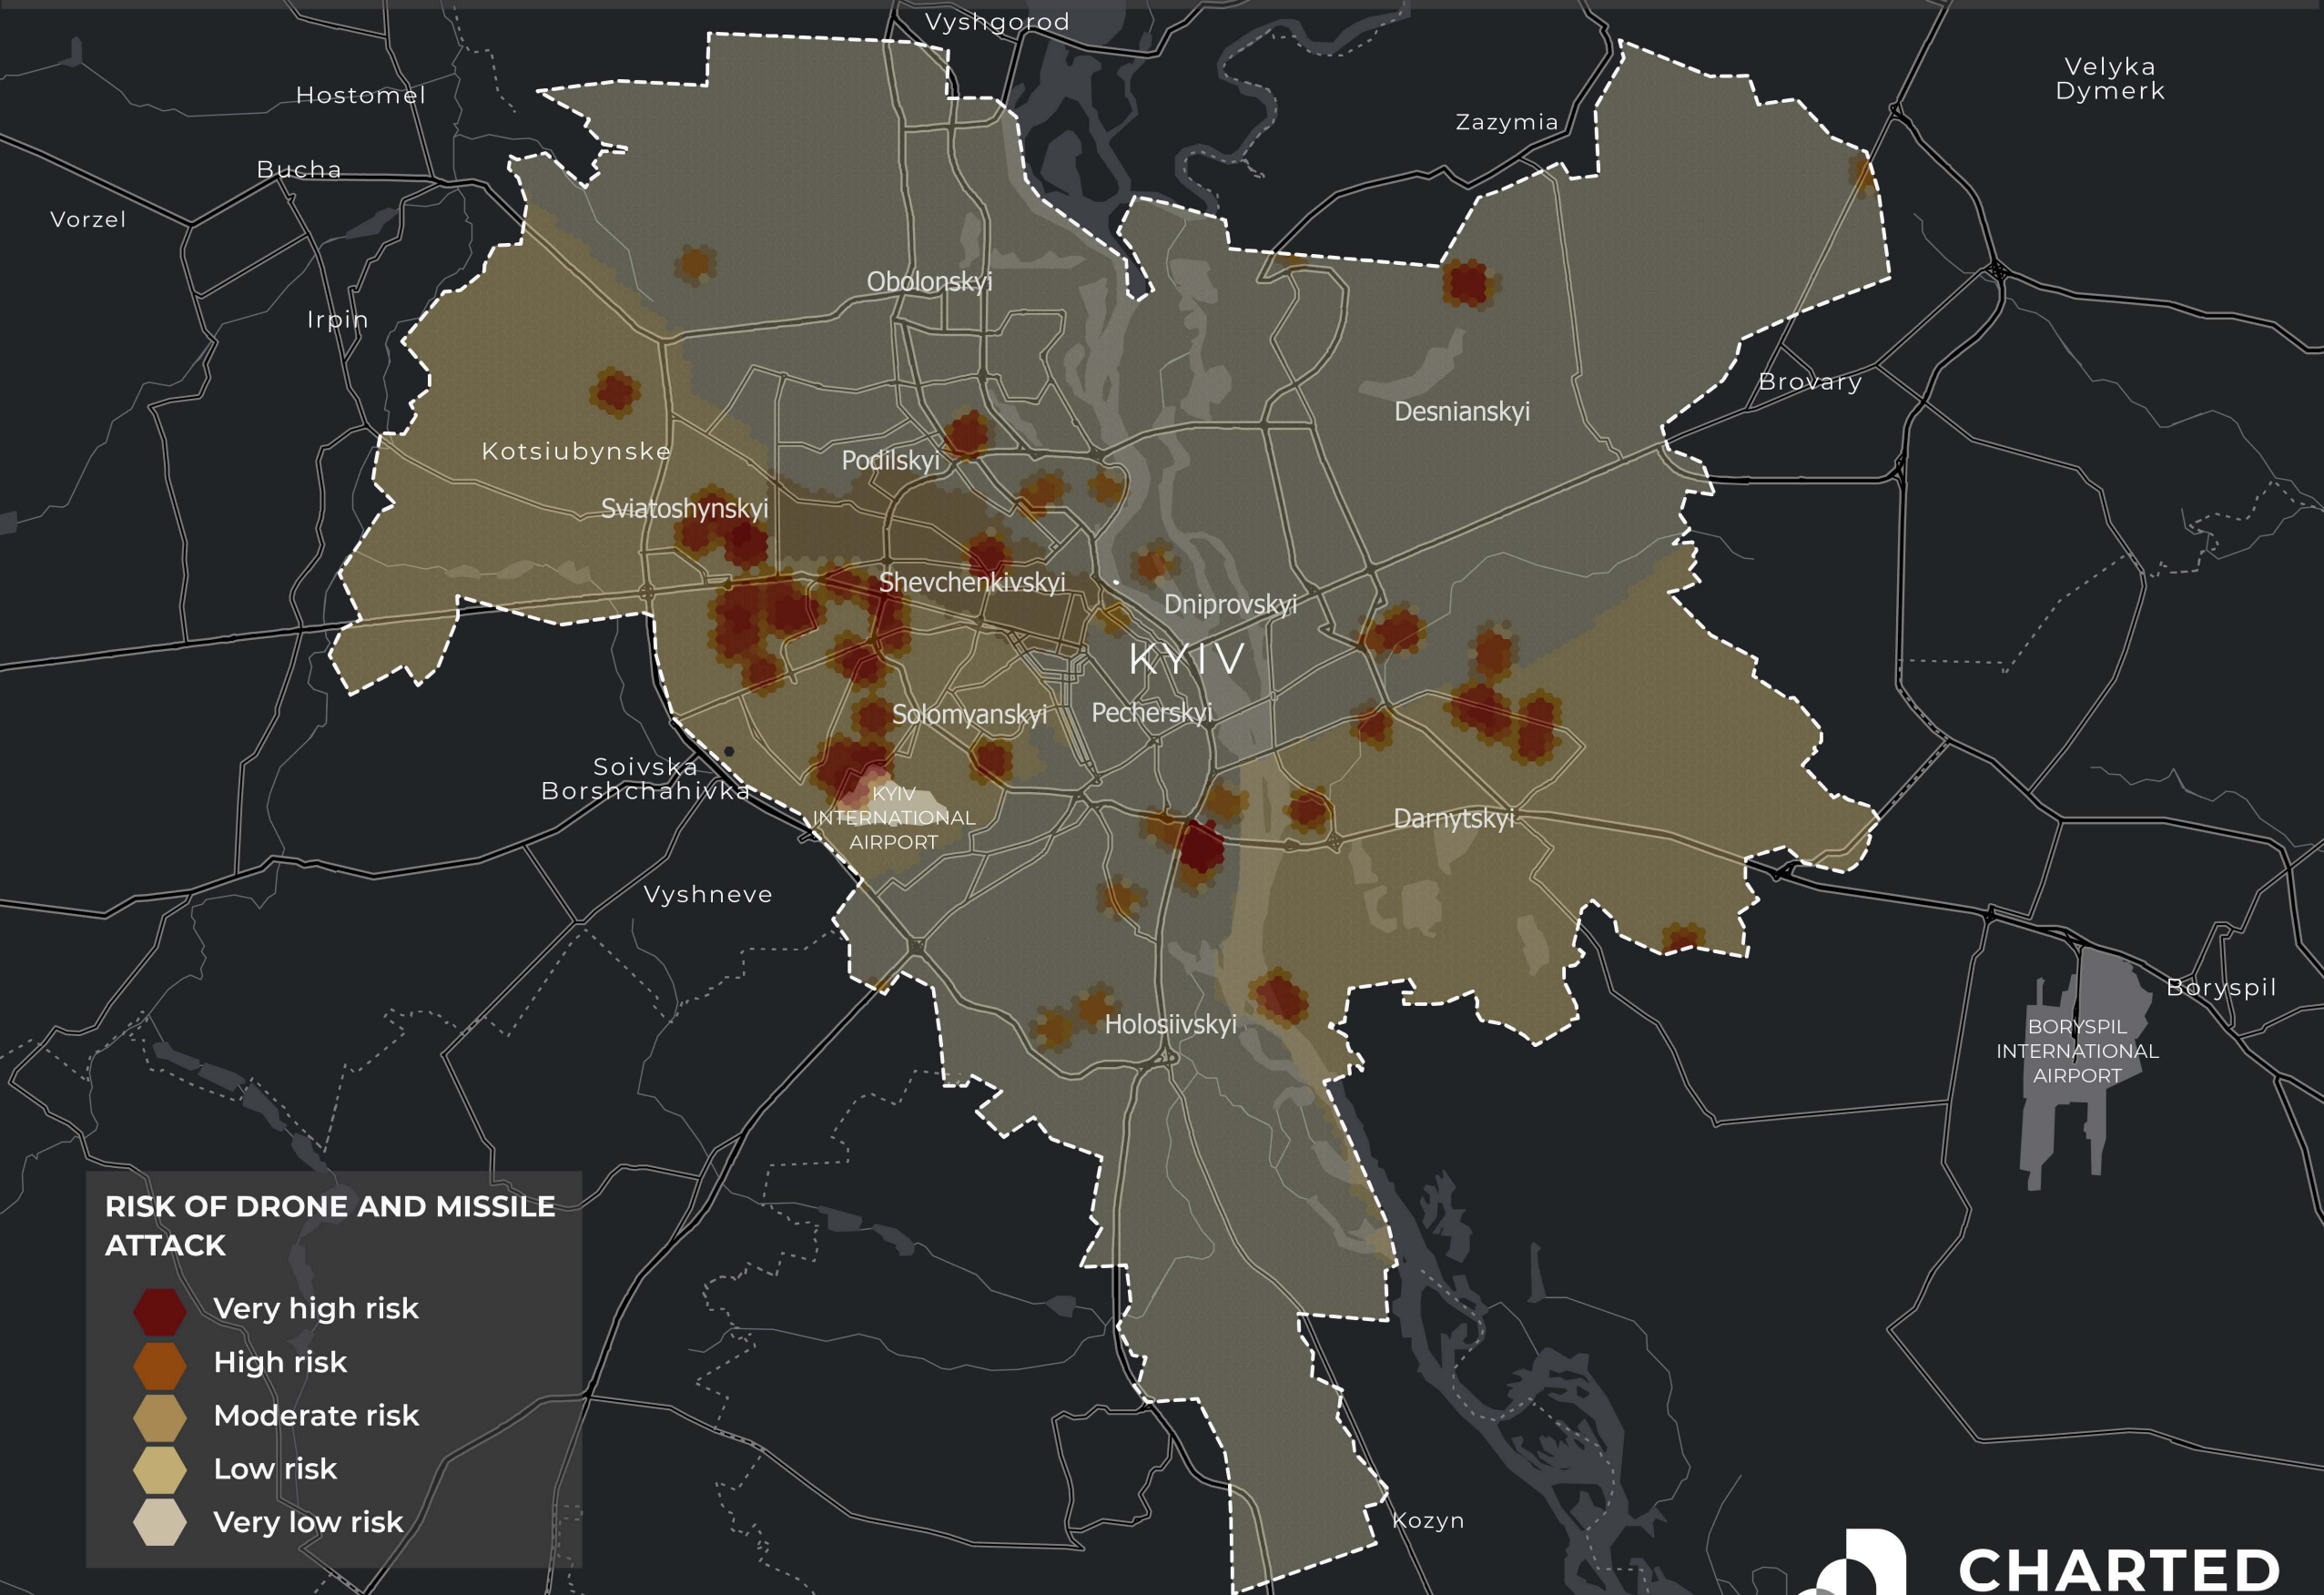 Vyshgorod
Velyka
Dymerk
Hostomel
Zazymia
Bucha
Vorzel
Obolonskyi
Irpin
Brovary
Desnianskyi
Kotsiubynske
Podilskyi
Sviatoshynskyi
Shevchenkivskyi
Dniprovskyi
KYIV
Solomyanskyi
Pecherskyi
Soivska
Borshchahivka
KYIV
INTERNATIONAL
AIRPORT
Darnytskyi
Vyshneve
Boryspil
Holosiivskyi
BORYSPIL
INTERNATIONAL
AIRPORT
RISK OF DRONE AND MISSILE
ATTACK
Very high risk
High risk
Moderate risk
Low risk
Very low risk
Kozyn
CHARTED